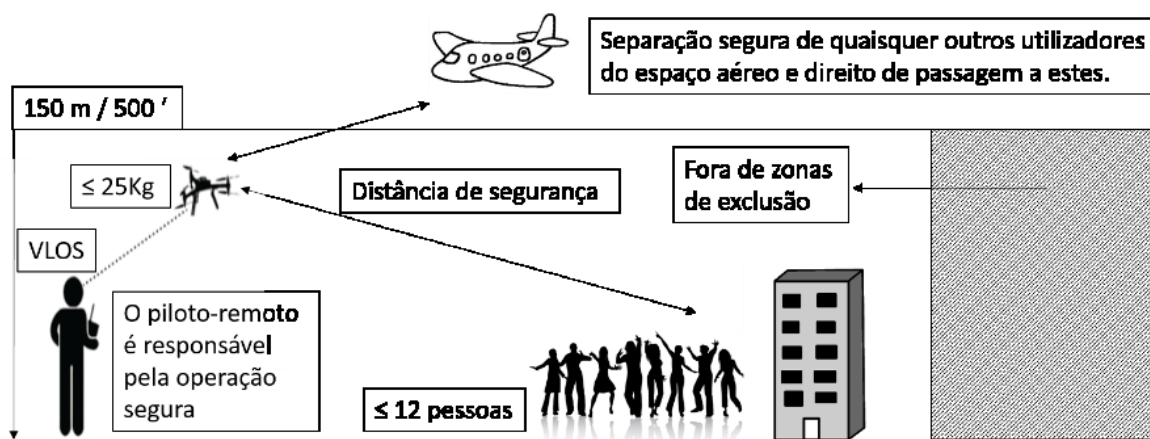 Separação segura de quaisquer outros utilizadores
do espaço aéreo e direito de passagem a estes.
150 m / 500 ′
≤ 25Kg
Distância de segurança
Fora de zonas
de exclusão
VLOS
O piloto-remoto
é responsável
pela operação
segura
≤ 12 pessoas